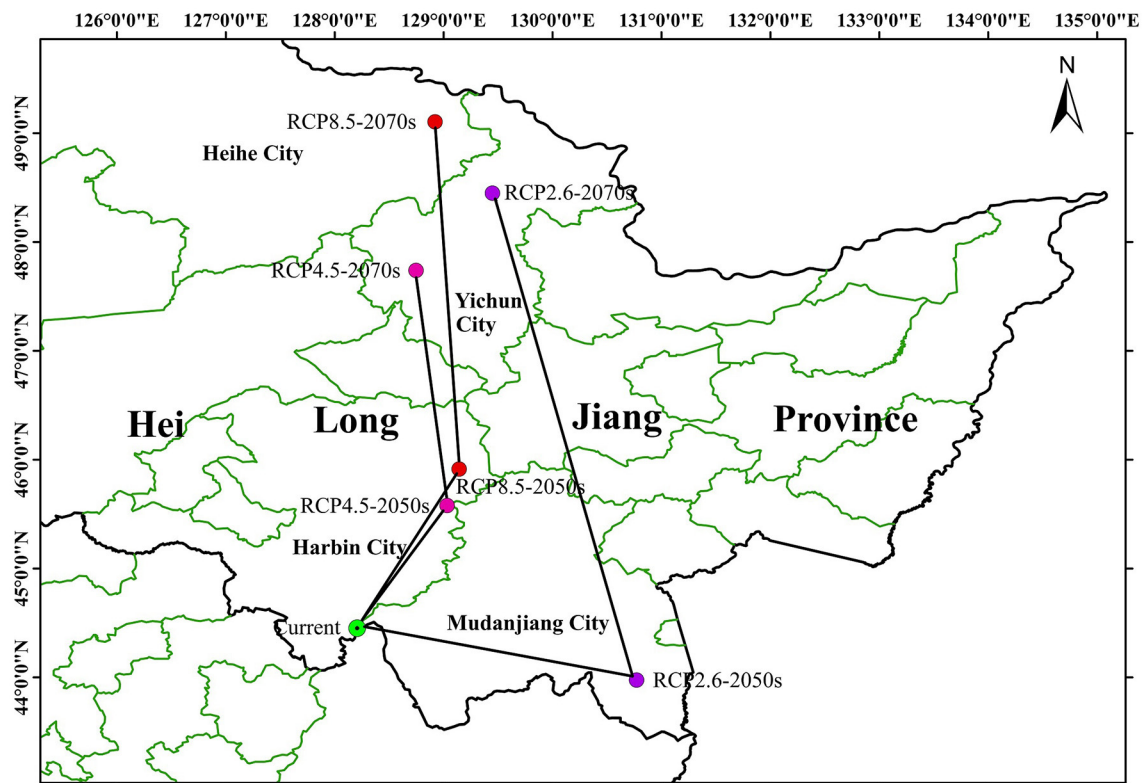 126°0'0"E 127°0'0"E 128°0'0"E 129°0'0"E 130°0'0"E 131°0'0"E 132°0'0"E 133°0'0"E 134°0'0"E 135°0'0"E
N
49°0'0"N
48°0'0"N
47°0'0"N
46°0'0"N
45°0'0"N
44°0'0"N
RCP8.5-2070s
Heihe City
RCP2.6-2070s
RCP4.5-2070s
Yichun
City
Hei Long Jiang Province
RCP8.5-2050s
RCP4.5-2050s
Harbin City
Mudanjiang City
Current
RCP2.6-2050s